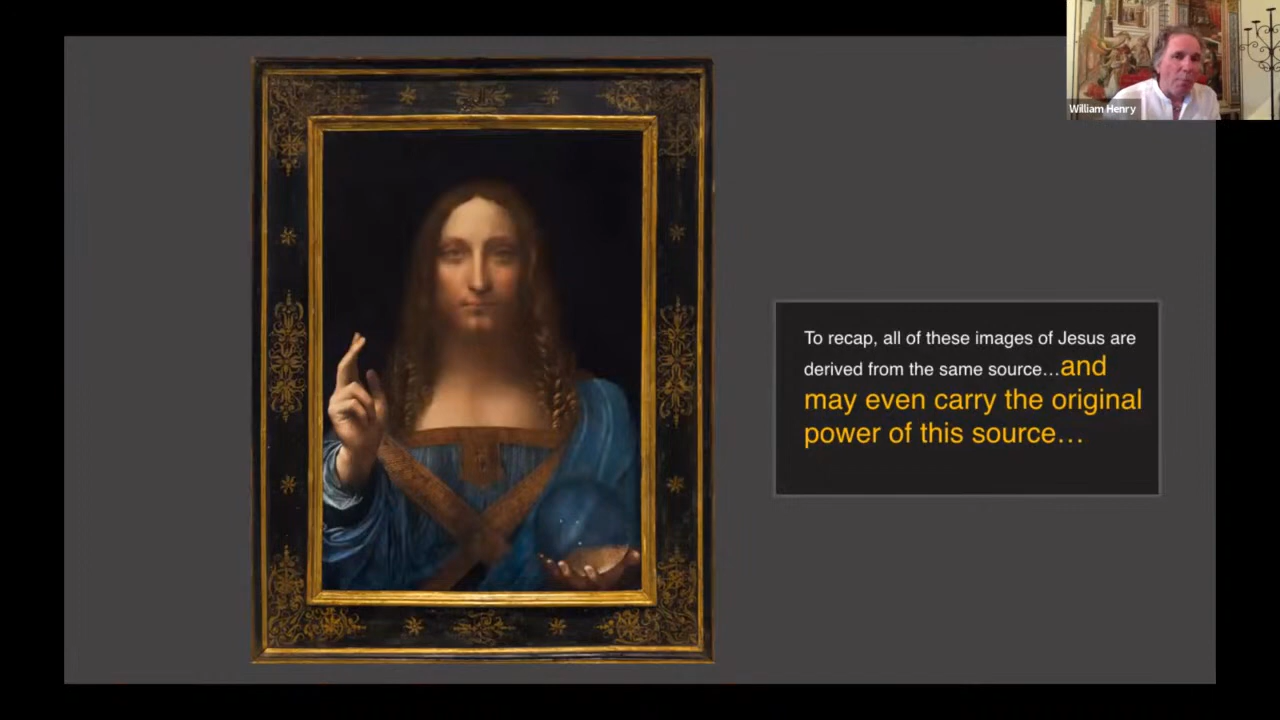 William Henry
To recap, all of these images of Jesus are
derived from the same source…and
may even carry the original
power of this source…